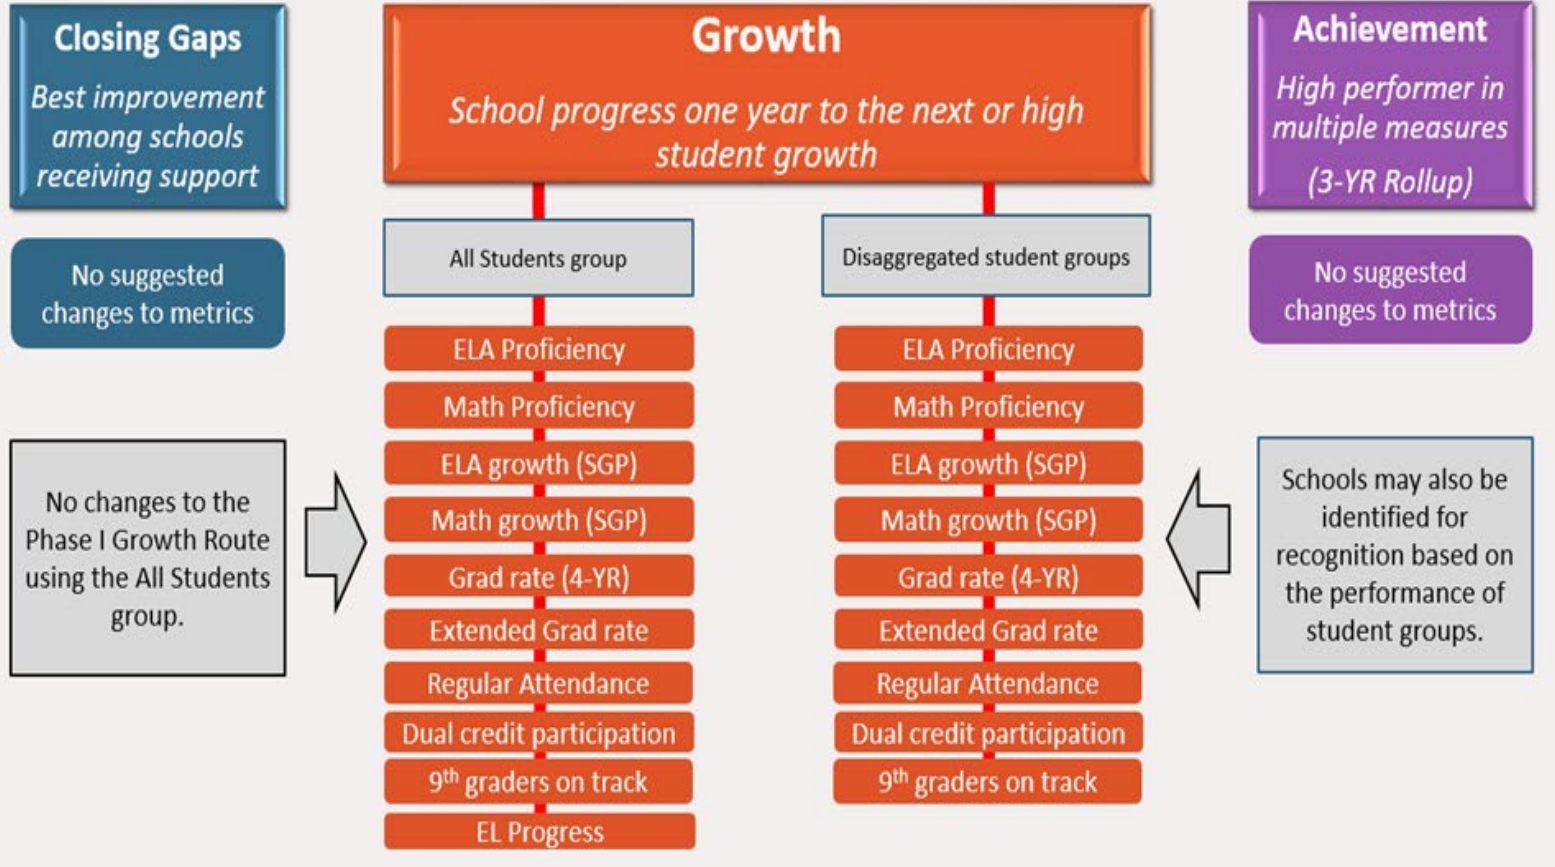 Closing Gaps
Best improvement
among schools
receiving support
No suggested
changes to metrics
No changes to the
Phase I Growth Route
using the All Students
group.
Growth
School progress one year to the next or high
student growth
All Students group
ELA Proficiency
Math Proficiency
ELA growth (SGP)
Math growth (SGP)
Grad rate (4-YR)
Extended Grad rate
Regular Attendance
Dual credit participation
9th graders on track
EL Progress
Disaggregated student groups
ELA Proficiency
Math Proficiency
ELA growth (SGP)
Math growth (SGP)
Grad rate (4-YR)
Extended Grad rate
Regular Attendance
Dual credit participation
9th graders on track
Achievement
High performer in
multiple measures
(3-YR Rollup)
No suggested
changes to metrics
Schools may also be
identified for
recognition based on
the performance of
student groups.